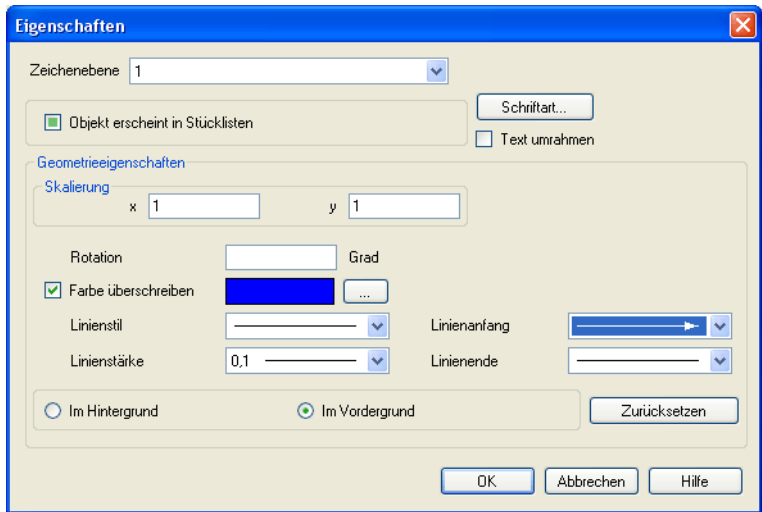 Eigenschaften
Zeichenebene 1
Objekt erscheint in Stücklisten
Schriftart...
Text umrahmen
Geometrieeigenschaften
Skalierung
x 1 y 1
Rotation Grad
Farbe überschreiben ...
Linienstil Linienanfang
Linienstärke 0,1 Linienende
Im Hintergrund Im Vordergrund Zurücksetzen
OK Abbrechen Hilfe